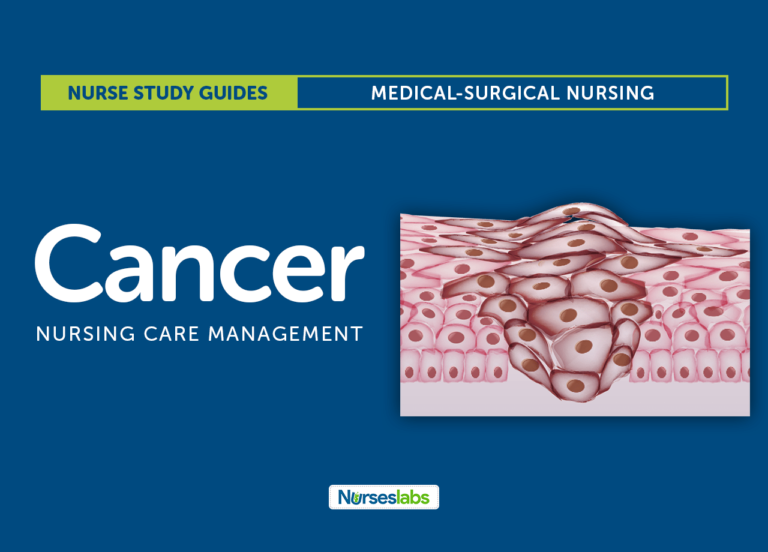 NURSE STUDY GUIDES
MEDICAL-SURGICAL NURSING
Cancer
NURSING CARE MANAGEMENT
Nurseslabs